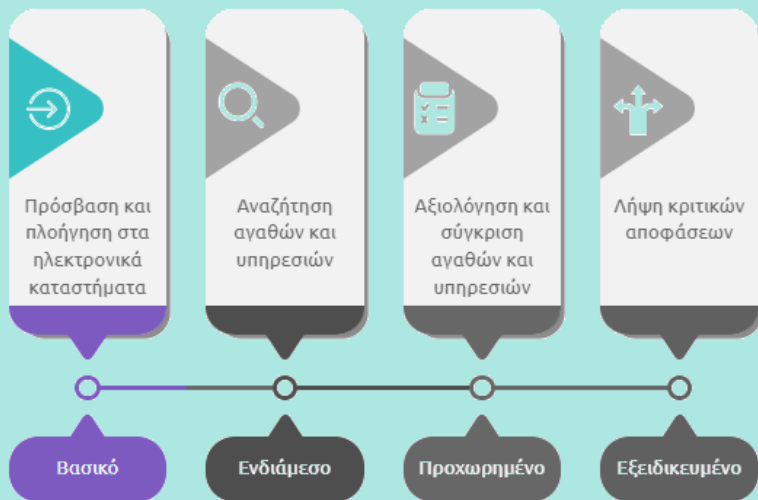 Πρόσβαση και
πλοήγηση στα
ηλεκτρονικά
καταστήματα
Αναζήτηση
αγαθών και
υπηρεσιών
Αξιολόγηση και
σύγκριση
αγαθών και
υπηρεσιών
Λήψη κριτικών
αποφάσεων
Βασικό
Ενδιάμεσο
Προχωρημένο
Εξειδικευμένο